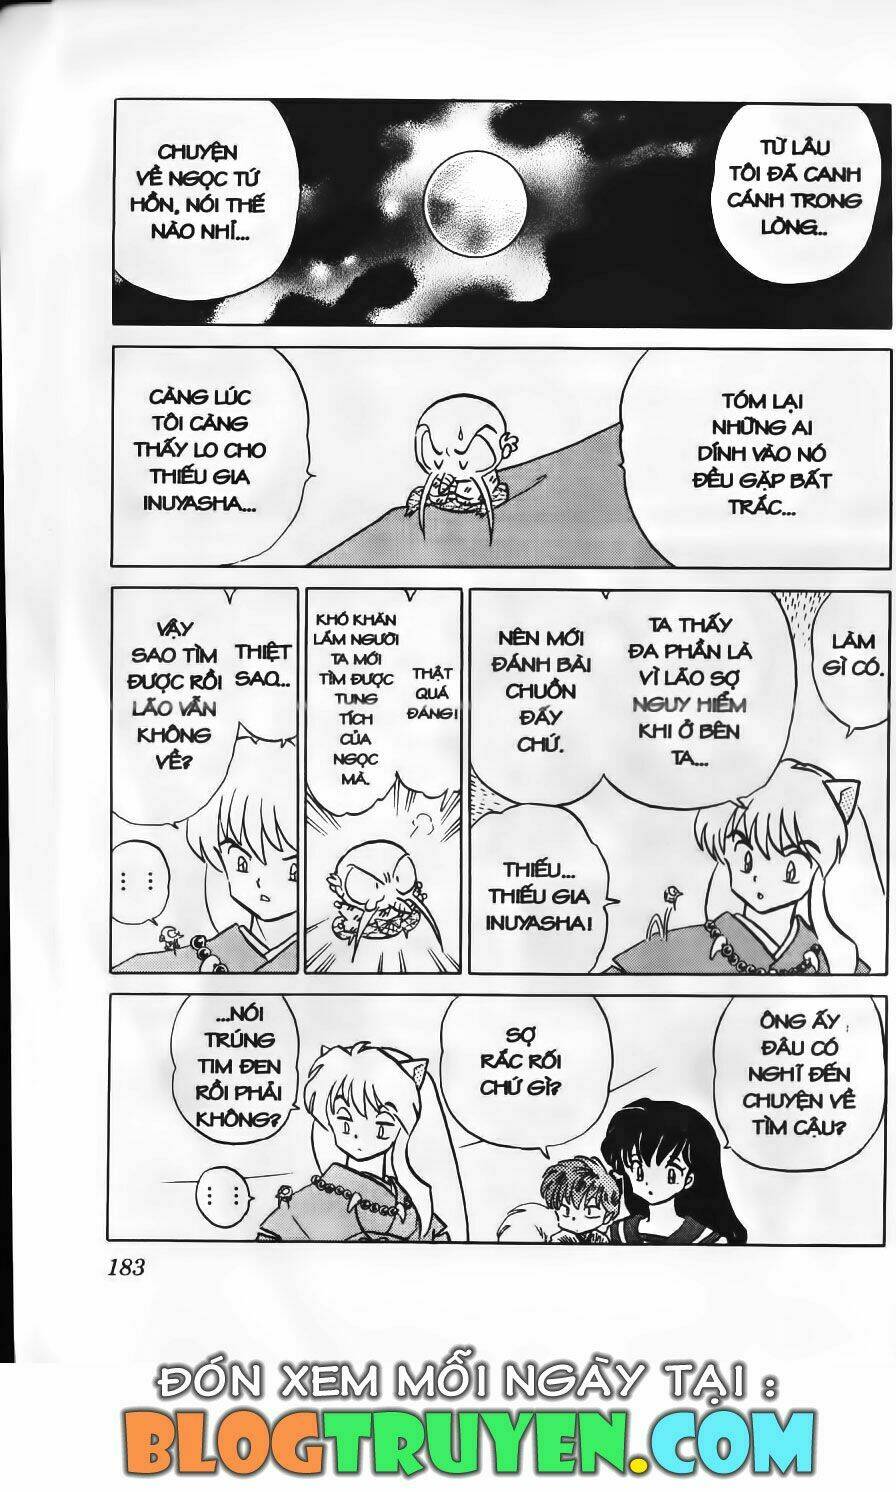 TỪ LÂU
TÔI ĐÃ CANH
CÁNH TRONG
LÒNG...
CHUYỆN
VỀ NGỌC TỨ
HỒN, NÓI THẾ
NÀO NHỈ...
TÓM LẠI
NHỮNG AI
DÍNH VÀO NÓ
ĐỀU GẶP BẤT
TRẮC...
CÀNG LÚC
TÔI CÀNG
THẤY LO CHO
THIẾU GIA
INUYASHA...
LÀM
GÌ CÓ.
TA THẤY
ĐA PHẦN LÀ
VÌ LÃO SỢ
NGUY HIỂM
KHI Ở BÊN
TA...
NÊN MỚI
ĐÁNH BÀI
CHUỒN
ĐẤY
CHỨ.
THIẾU...
THIẾU GIA
INUYASHA!
THẬT
QUÁ
ĐÁNG!
KHÓ KHĂN
LẮM NGƯỜI
TA MỚI
TÌM ĐƯỢC
TUNG
TÍCH
CỦA
NGỌC
MÀ.
THIỆT
SAO...
VẬY
SAO TÌM
ĐƯỢC RỒI
LÃO VẪN
KHÔNG
VỀ?
ÔNG ẤY
ĐÂU CÓ
NGHĨ ĐẾN
CHUYỆN VỀ
TÌM CẬU?
SỢ
RẮC RỐI
CHỨ GÌ?
...NÓI
TRÚNG
TIM ĐEN
RỒI PHẢI
KHÔNG?
183
ĐÓN XEM MỖI NGÀY TẠI :
BLOGTRUYEN.COM